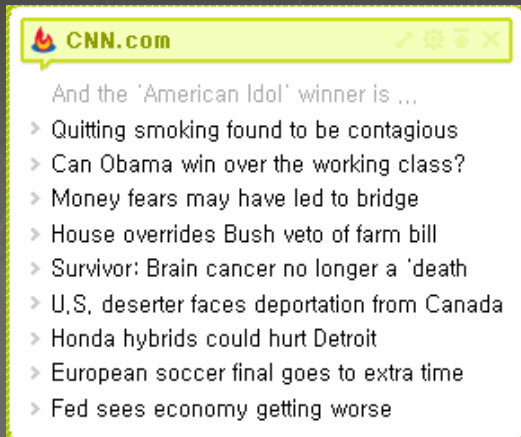 CNN.com
And the 'American Idol' winner is ...
Quitting smoking found to be contagious
Can Obama win over the working class?
Money fears may have led to bridge
House overrides Bush veto of farm bill
Survivor: Brain cancer no longer a 'death
U.S. deserter faces deportation from Canada
Honda hybrids could hurt Detroit
European soccer final goes to extra time
Fed sees economy getting worse